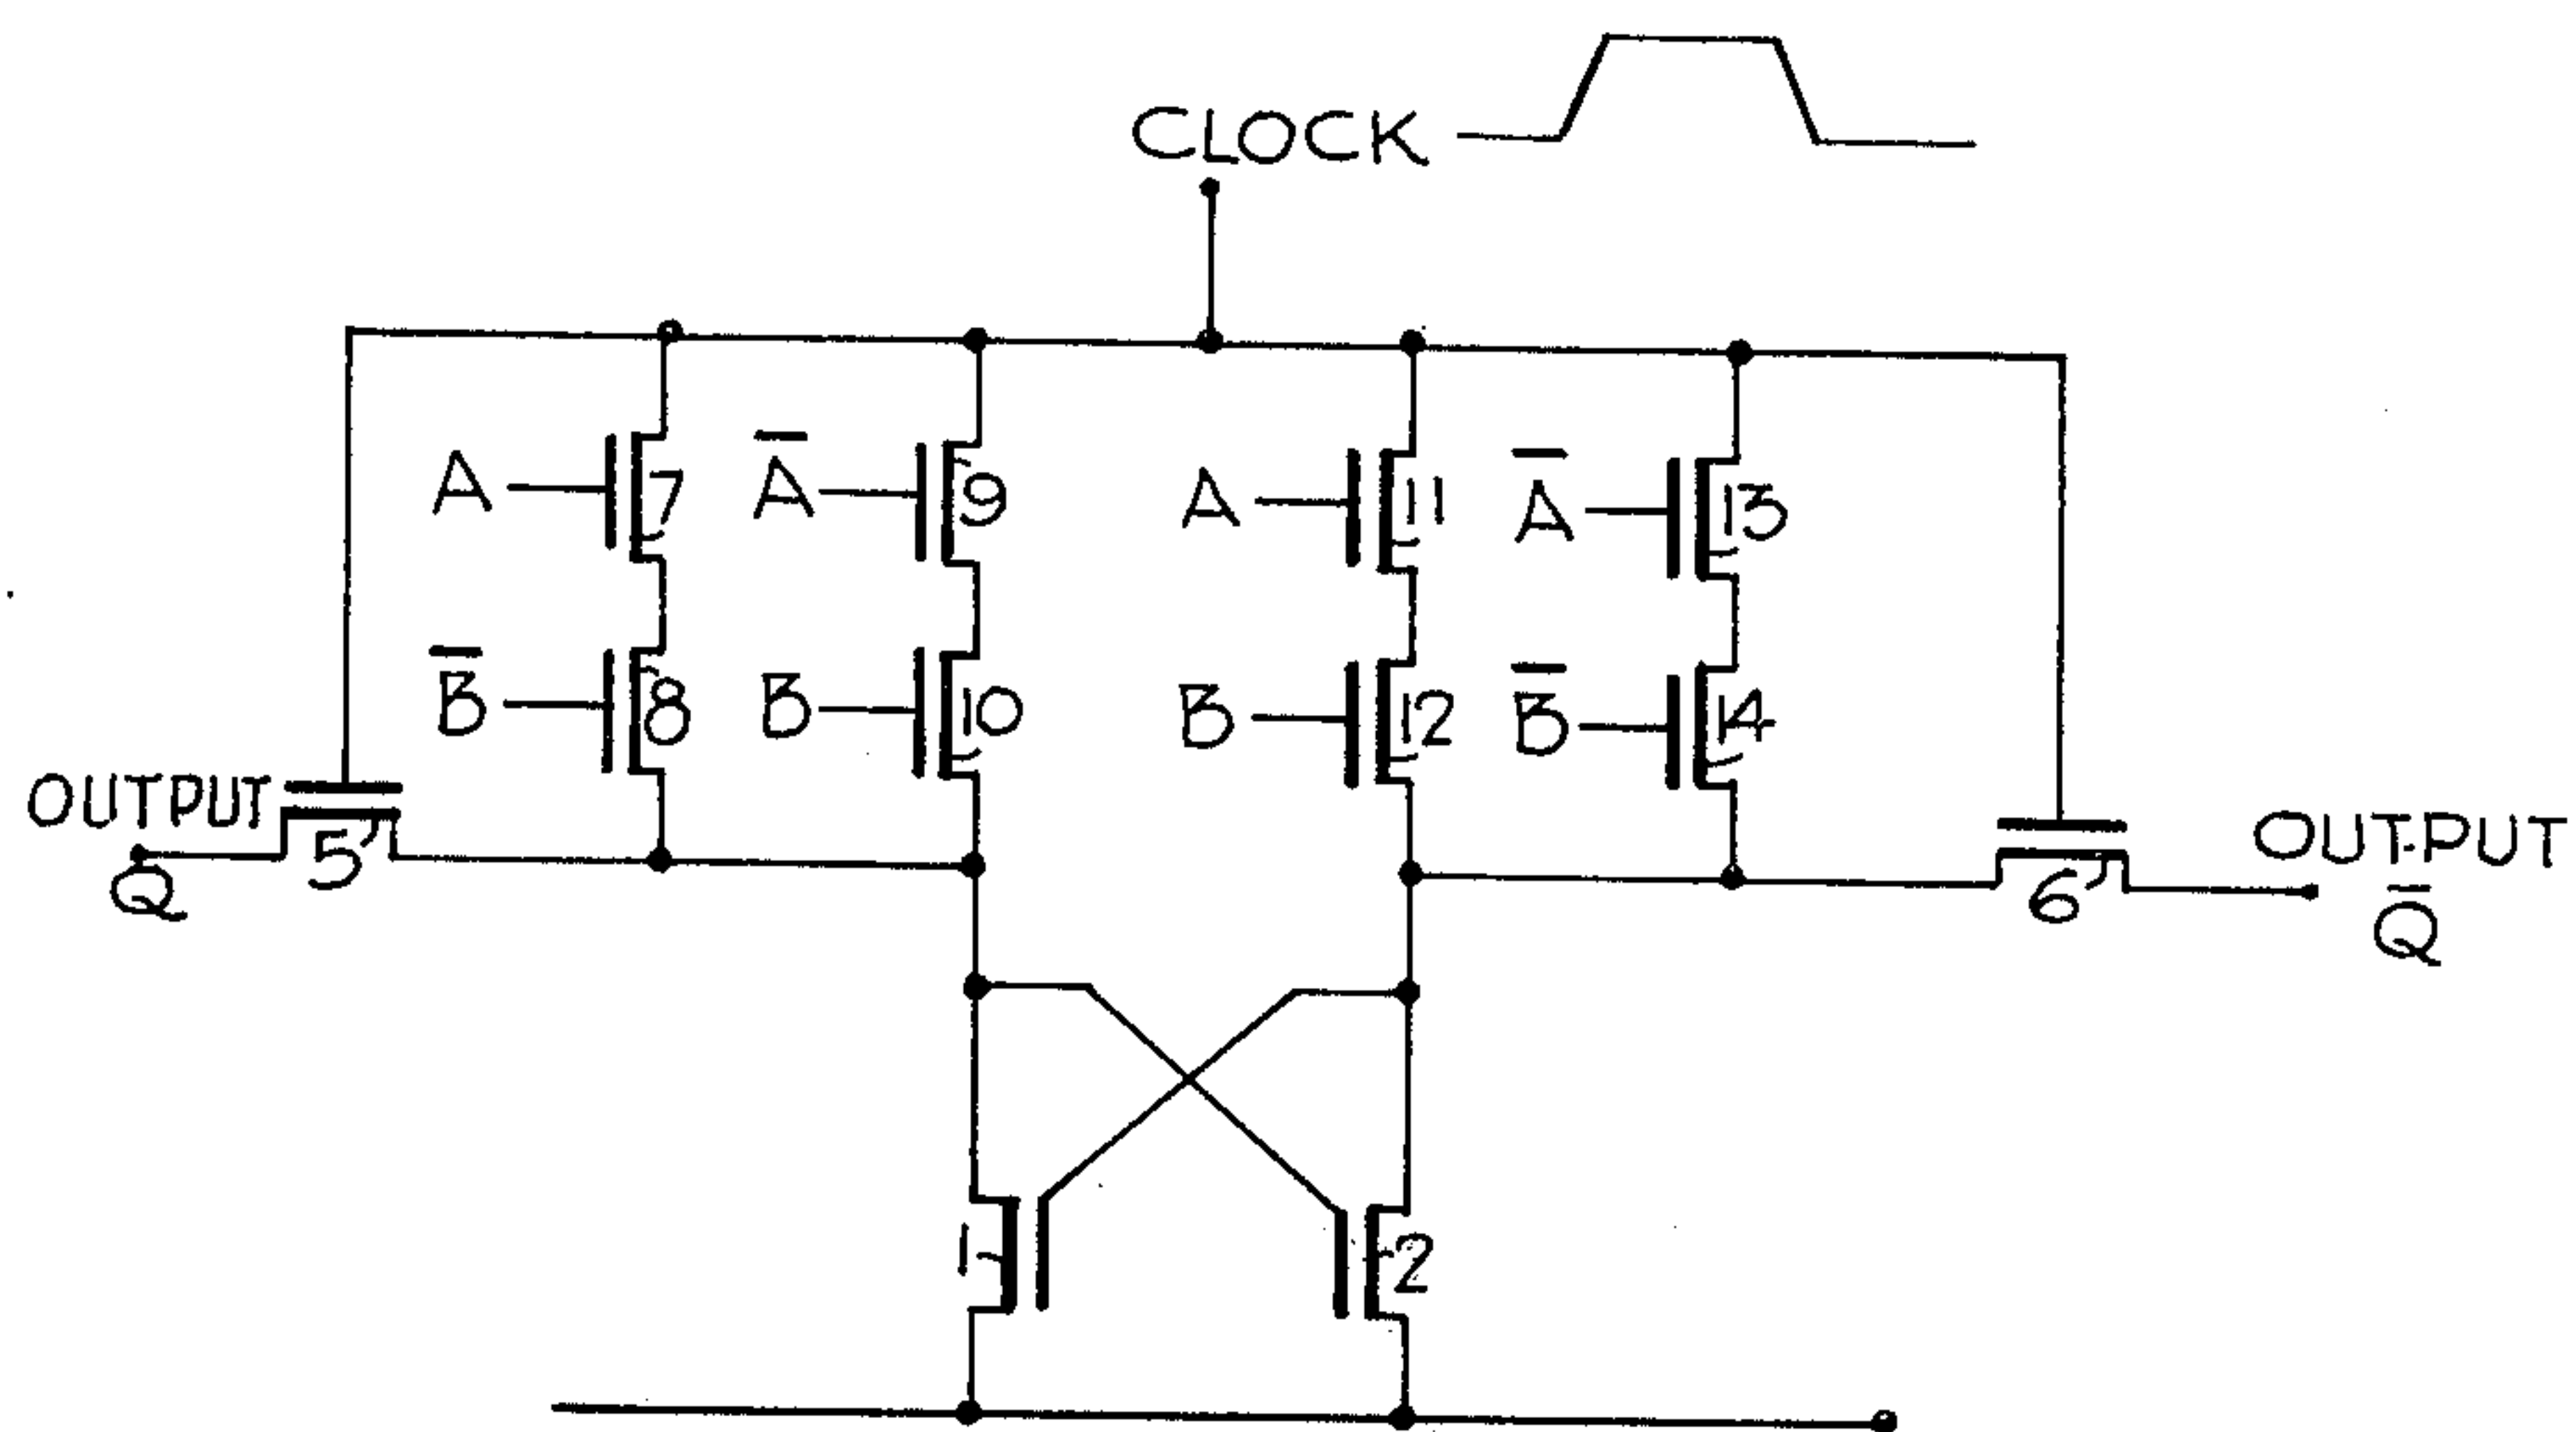 CLOCK
A 7 A̅ 9 A 11 A̅ 13
B̅ 8 B 10 B 12 B̅ 14
OUTPUT 5 6 OUTPUT
Q Q̅
1 2